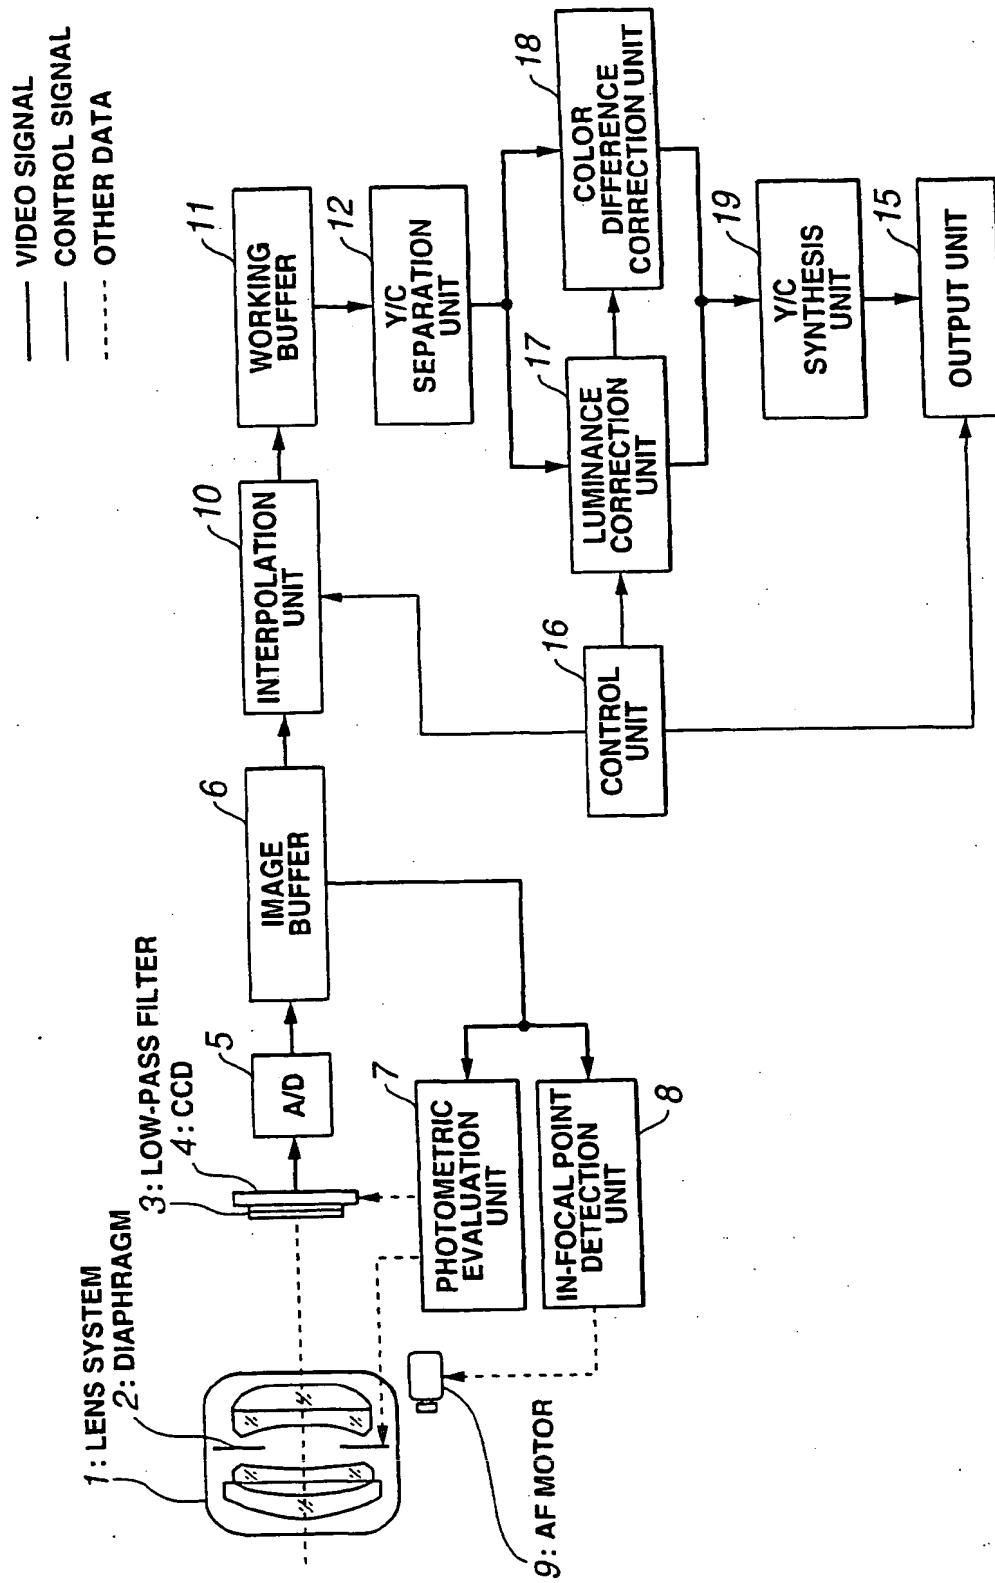 VIDEO SIGNAL
CONTROL SIGNAL
OTHER DATA
1: LENS SYSTEM
2: DIAPHRAGM
3: LOW-PASS FILTER
4: CCD
5
A/D
6
IMAGE
BUFFER
10
INTERPOLATION
UNIT
11
WORKING
BUFFER
12
Y/C
SEPARATION
UNIT
7
PHOTOMETRIC
EVALUATION
UNIT
8
IN-FOCAL POINT
DETECTION
UNIT
9: AF MOTOR
16
CONTROL
UNIT
17
LUMINANCE
CORRECTION
UNIT
18
COLOR
DIFFERENCE
CORRECTION UNIT
19
Y/C
SYNTHESIS
UNIT
15
OUTPUT UNIT